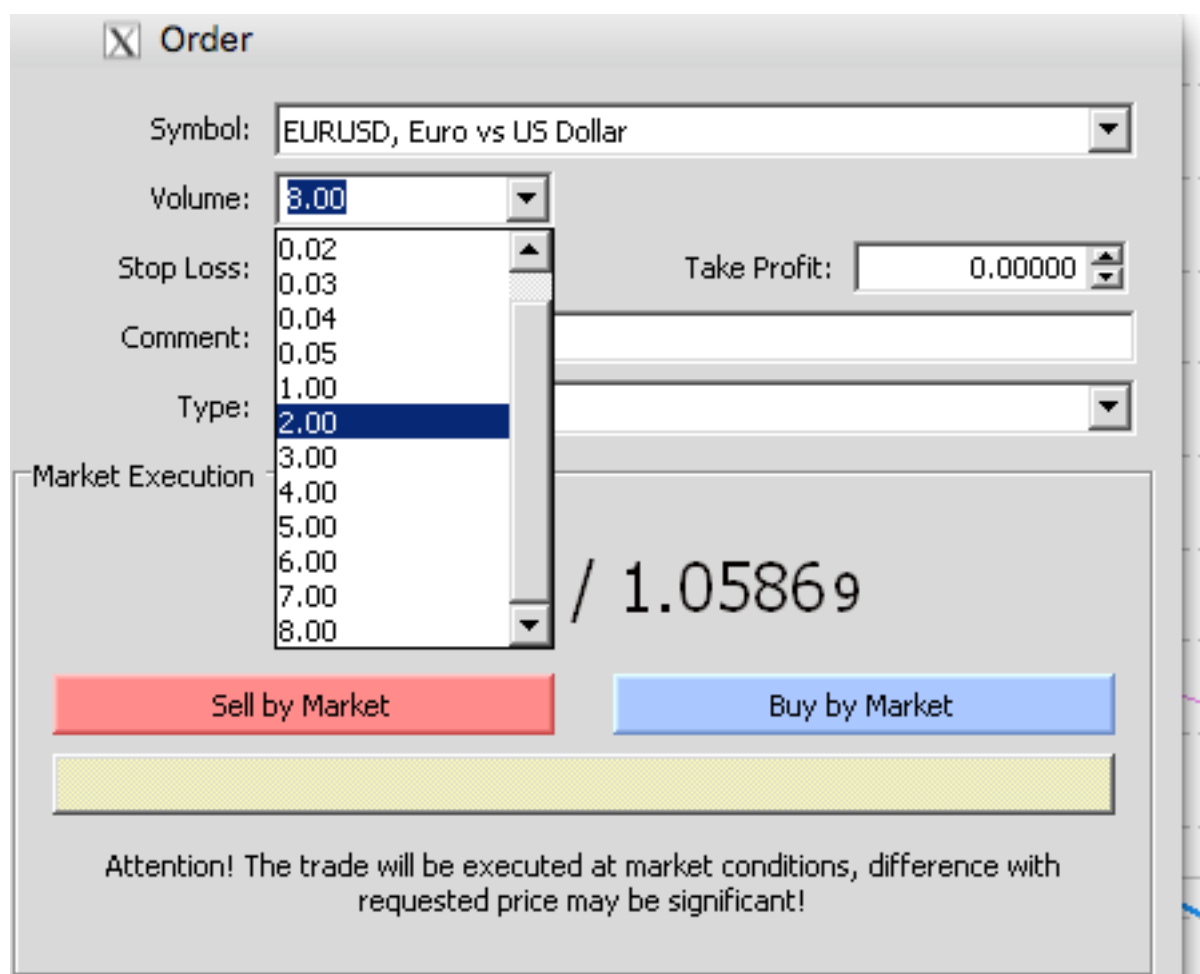 X Order
Symbol: EURUSD, Euro vs US Dollar
Volume: 8.00
0.02
Stop Loss: Take Profit: 0.00000
0.03
0.04
Comment:
0.05
1.00
Type:
2.00
3.00
Market Execution
4.00
5.00
6.00
/ 1.05869
7.00
8.00
Sell by Market Buy by Market
Attention! The trade will be executed at market conditions, difference with
requested price may be significant!